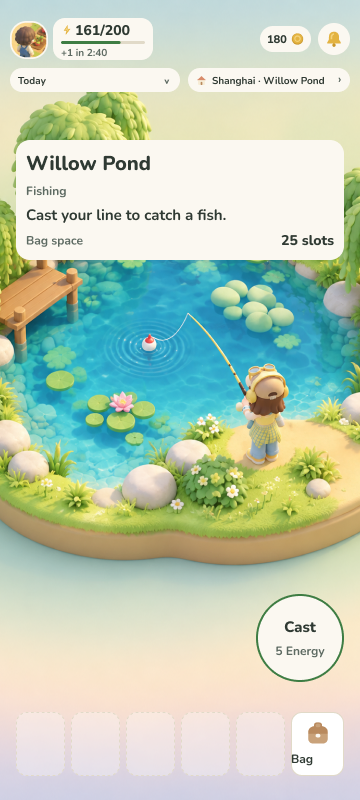 161/200
+1 in 2:40
180
Today
Shanghai · Willow Pond
Willow Pond
Fishing
Cast your line to catch a fish.
Bag space
25 slots
Cast
5 Energy
Bag